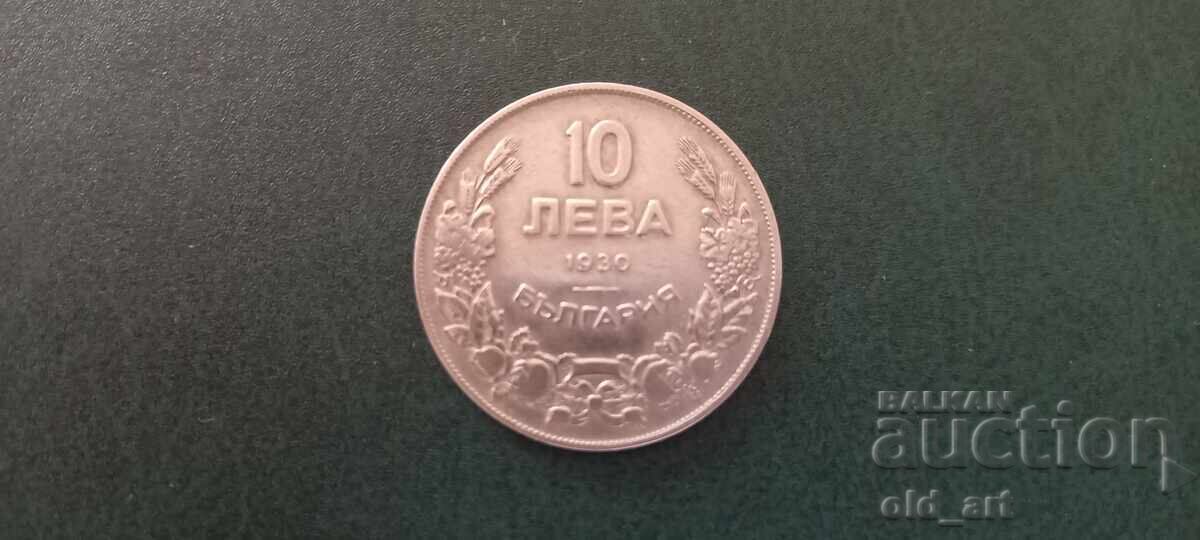 10
ЛЕВА
1930
БЪЛГАРИЯ
BALKAN
auction
old_art